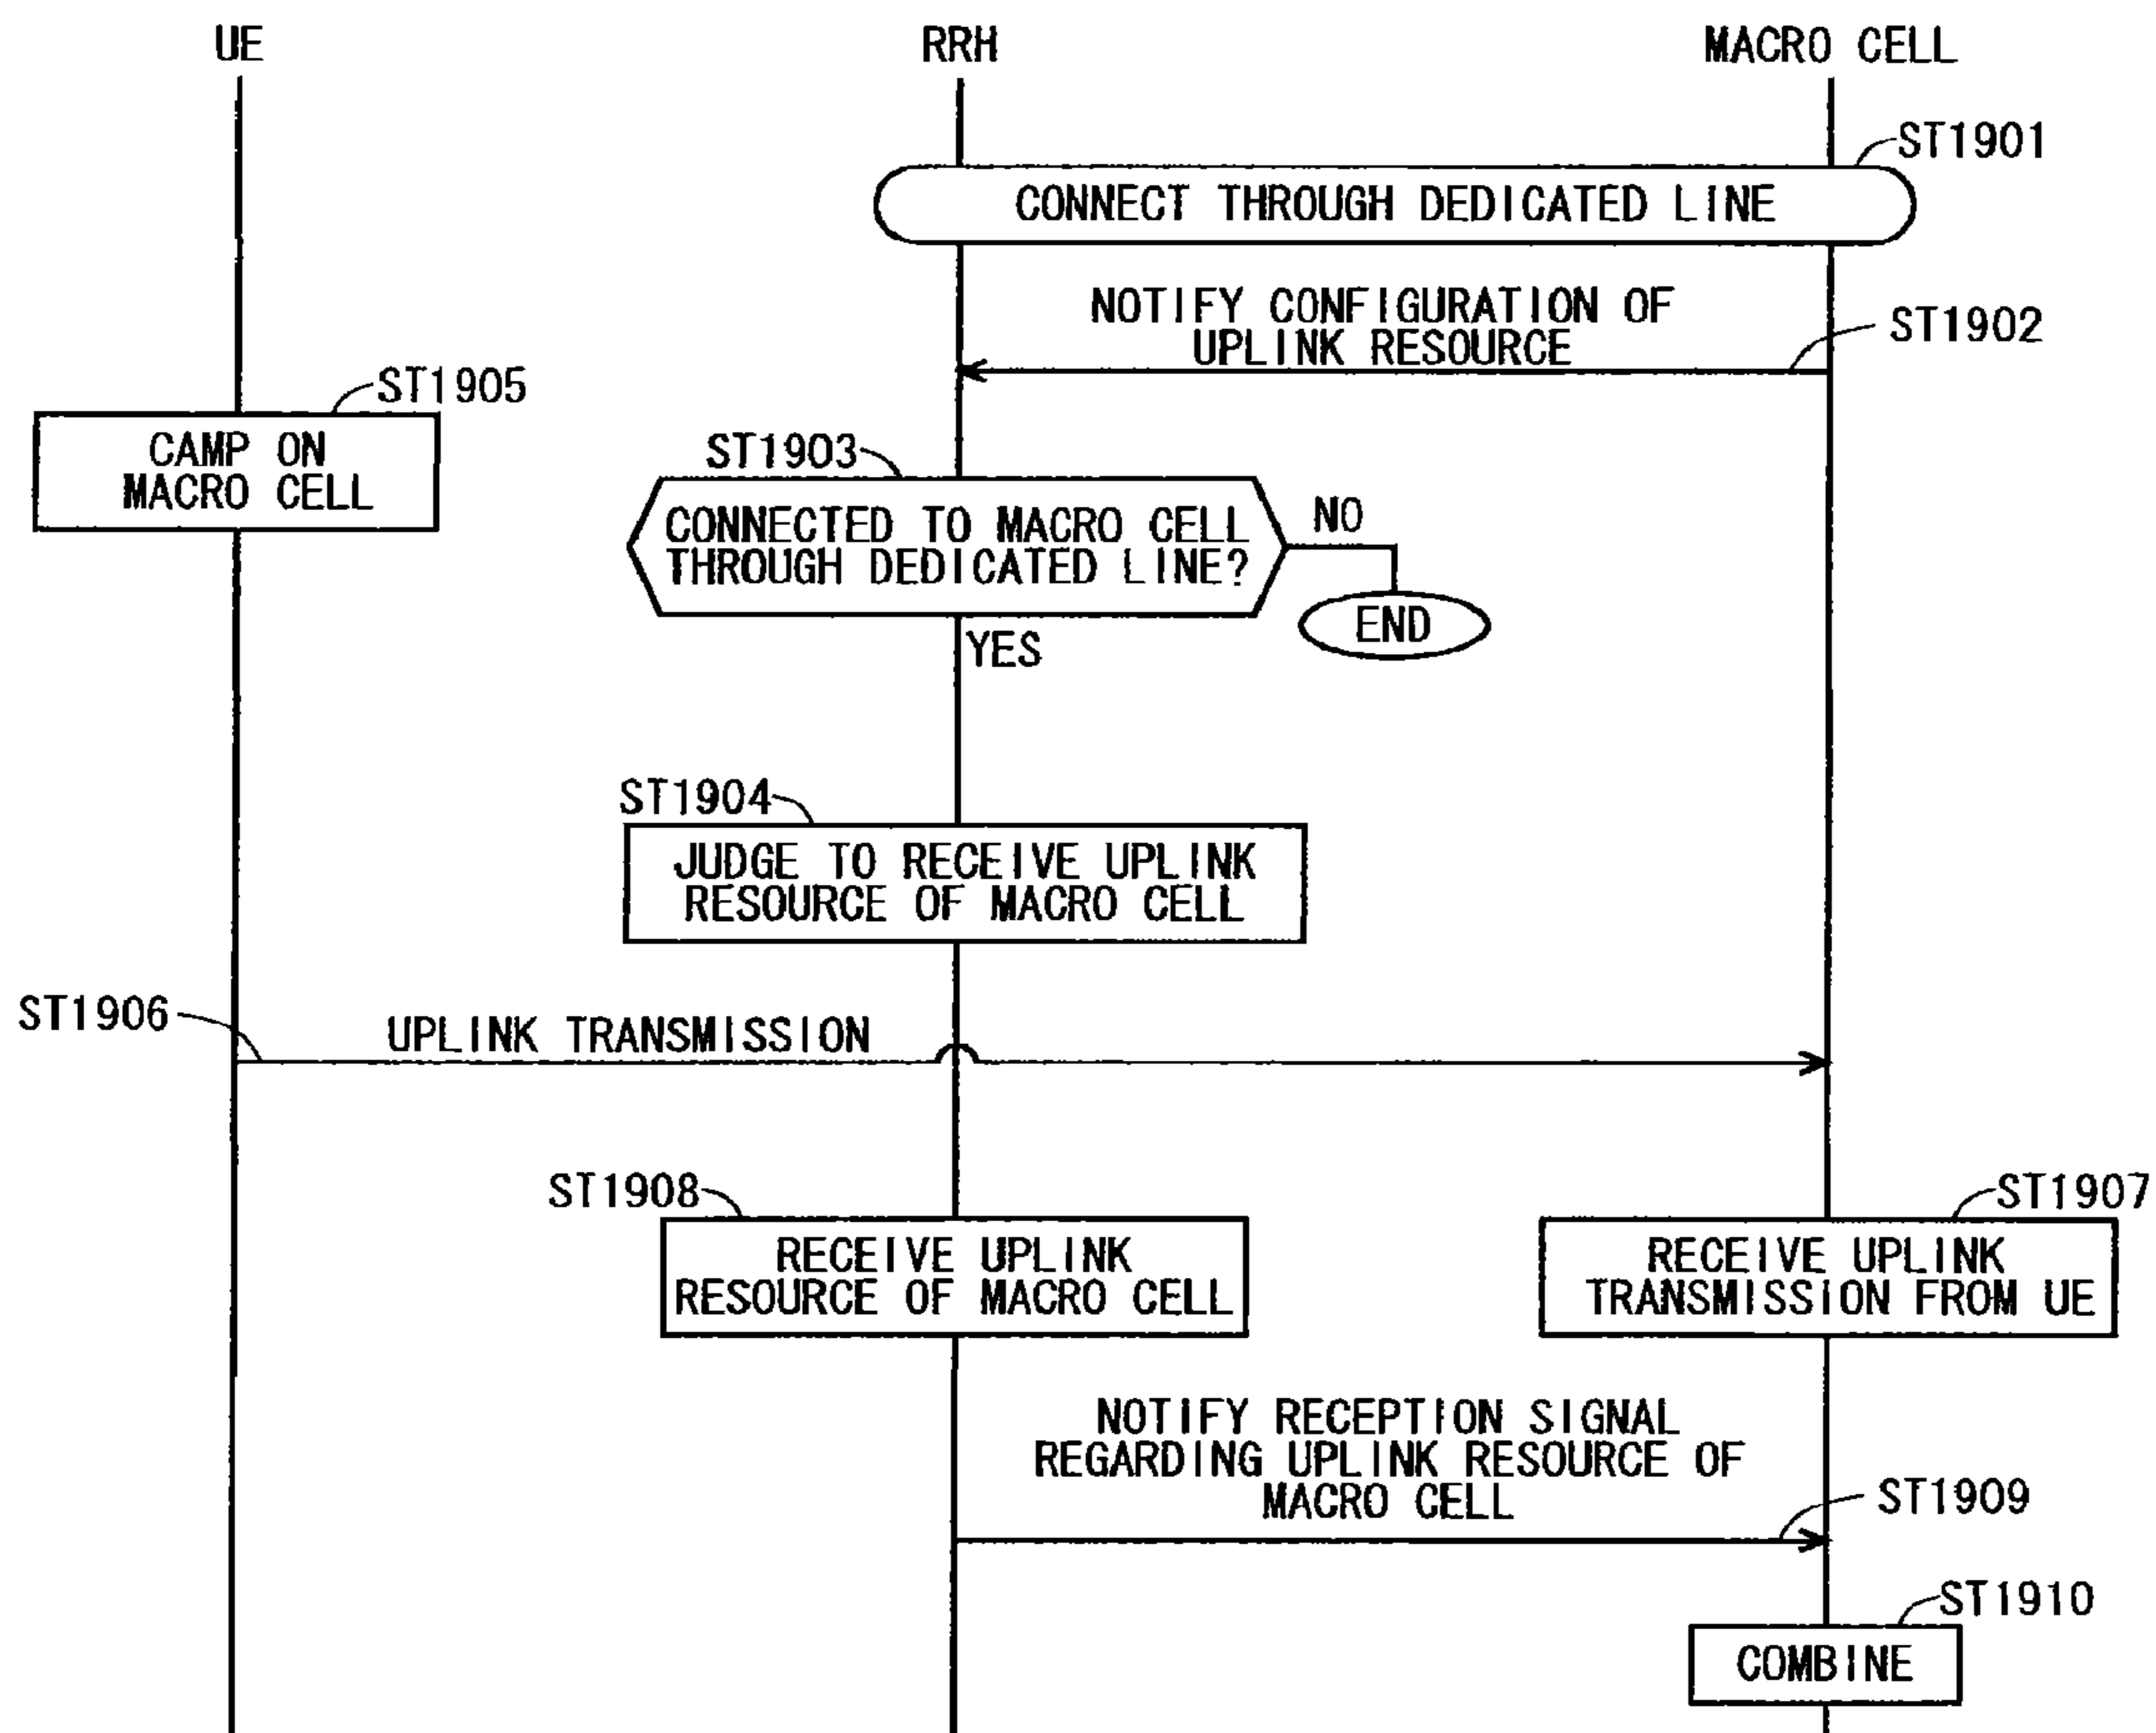 UE
RRH
MACRO CELL
ST1901
CONNECT THROUGH DEDICATED LINE
NOTIFY CONFIGURATION OF
UPLINK RESOURCE
ST1902
ST1905
CAMP ON
MACRO CELL
ST1903
CONNECTED TO MACRO CELL
THROUGH DEDICATED LINE?
NO
END
YES
ST1904
JUDGE TO RECEIVE UPLINK
RESOURCE OF MACRO CELL
ST1906
UPLINK TRANSMISSION
ST1908
RECEIVE UPLINK
RESOURCE OF MACRO CELL
ST1907
RECEIVE UPLINK
TRANSMISSION FROM UE
NOTIFY RECEPTION SIGNAL
REGARDING UPLINK RESOURCE OF
MACRO CELL
ST1909
ST1910
COMBINE